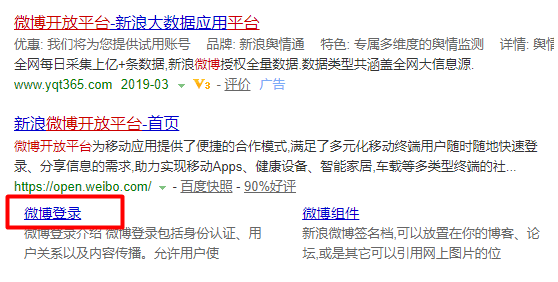 微博开放平台-新浪大数据应用平台
优惠: 我们将为您提供试用账号 品牌: 新浪舆情通 特色: 专属多维度的舆情监测 详情: 舆情
全网每日采集上亿+条数据,新浪微博授权全量数据.数据类型共涵盖全网大信息源.
www.yqt365.com 2019-03 V3 - 评价 广告
新浪微博开放平台-首页
微博开放平台为移动应用提供了便捷的合作模式,满足了多元化移动终端用户随时随地快速登
录、分享信息的需求,助力实现移动Apps、健康设备、智能家居,车载等多类型终端的社...
https://open.weibo.com/ - 百度快照 - 90%好评
微博登录 微博组件
微博登录介绍 微博登录包括身份认证、用 新浪微博签名档,可以放置在你的博客、论
户关系以及内容传播。允许用户使 坛,或是其它可以引用网上图片的位